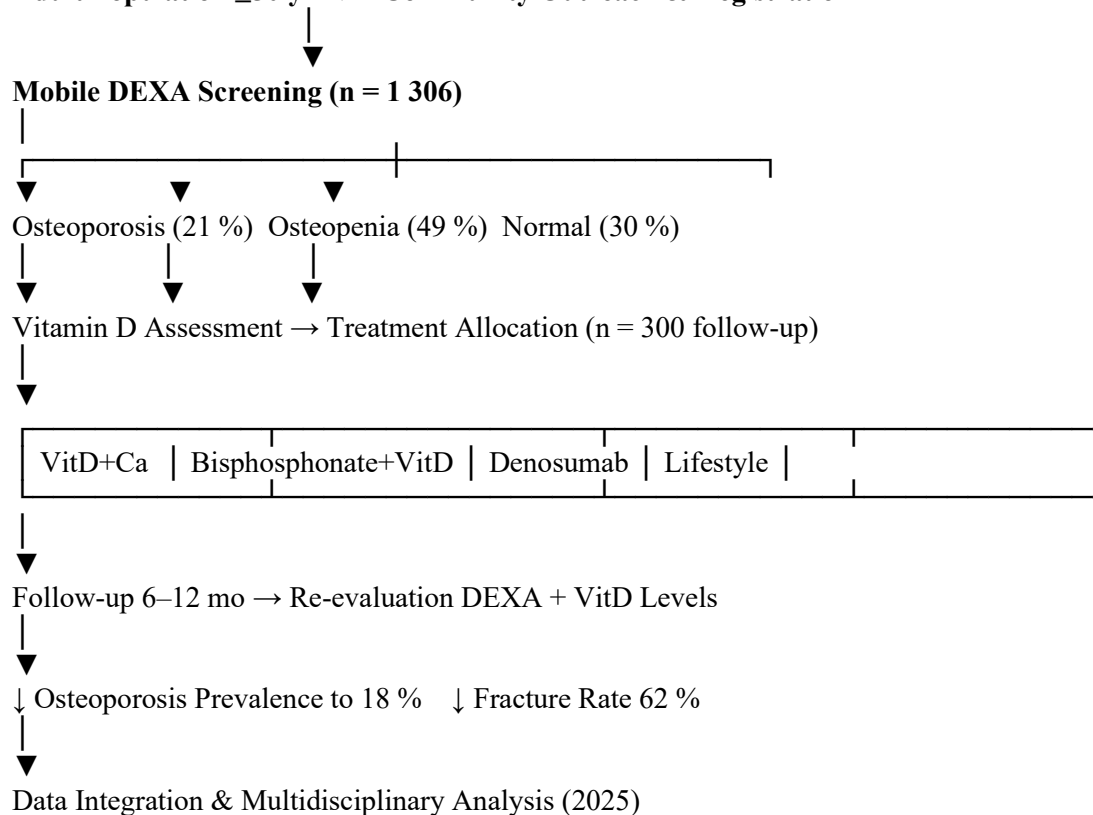 Mobile DEXA Screening (n = 1 306)
Osteoporosis (21 %) Osteopenia (49 %) Normal (30 %)
Vitamin D Assessment → Treatment Allocation (n = 300 follow-up)
VitD+Ca | Bisphosphonate+VitD | Denosumab | Lifestyle |
Follow-up 6–12 mo → Re-evaluation DEXA + VitD Levels
↓ Osteoporosis Prevalence to 18 % ↓ Fracture Rate 62 %
Data Integration & Multidisciplinary Analysis (2025)